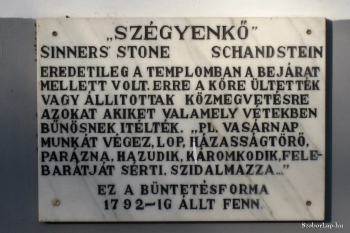 „SZÉGYENKŐ”
SINNERS' STONE SCHANDSTEIN
EREDETILEG A TEMPLOMBAN A BEJÁRAT
MELLETT VOLT. ERRE A KŐRE ÜLTETTÉK
VAGY ÁLLITOTTAK KÖZMEGVETÉSRE
AZOKAT AKIKET VALAMELY VÉTEKBEN
BŰNÖSNEK ITÉLTEK. „PL. VASÁRNAP
MUNKÁT VÉGEZ, LOP, HÁZASSÁGTÖRŐ,
PARÁZNA, HAZUDIK, KÁROMKODIK, FELE-
BARÁTJÁT SÉRTI. SZIDALMAZZA...”
EZ A BÜNTETÉSFORMA
1792-IG ÁLLT FENN.
SzoborLap.hu